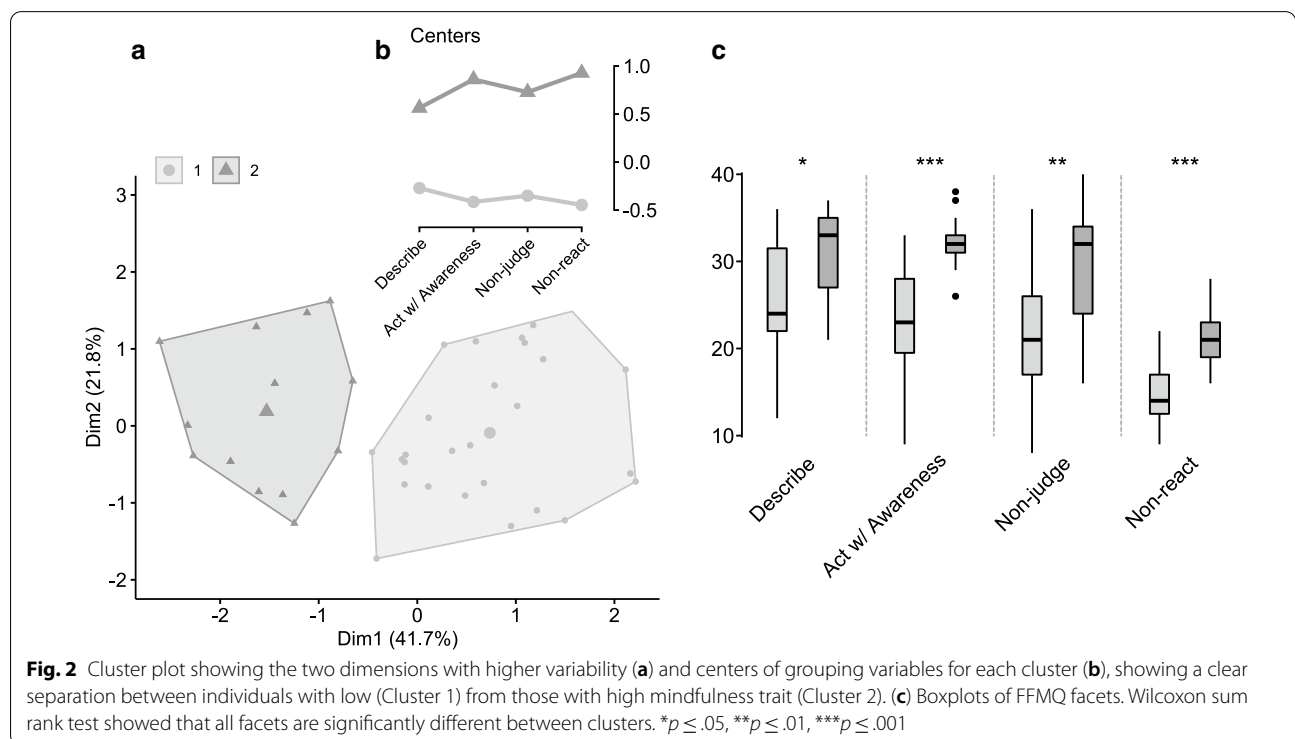 a
b
Centers
1.0
0.5
0.0
-0.5
Describe
Act w/ Awareness
Non-judge
Non-react
1
2
3
2
1
0
-1
-2
Dim2 (21.8%)
-2
-1
0
1
2
Dim1 (41.7%)
c
*
***
**
***
40
30
20
10
Describe
Act w/ Awareness
Non-judge
Non-react
Fig. 2 Cluster plot showing the two dimensions with higher variability (a) and centers of grouping variables for each cluster (b), showing a clear
separation between individuals with low (Cluster 1) from those with high mindfulness trait (Cluster 2). (c) Boxplots of FFMQ facets. Wilcoxon sum
rank test showed that all facets are significantly different between clusters. *p ≤ .05, **p ≤ .01, ***p ≤ .001